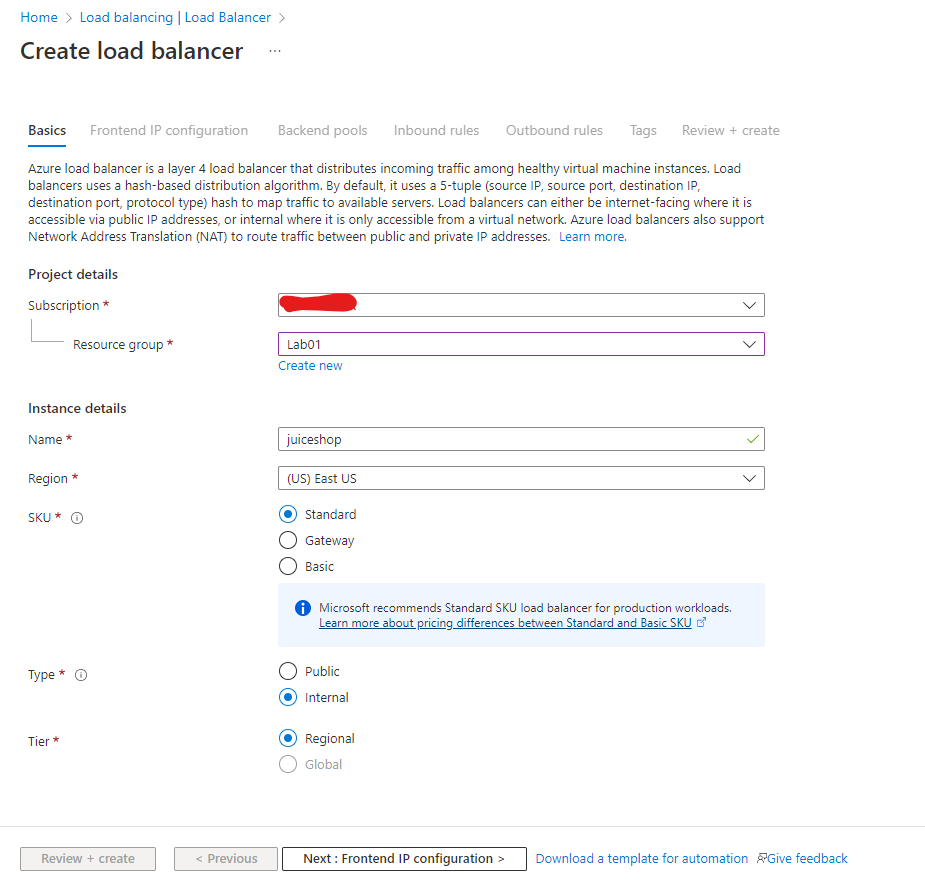 Home > Load balancing | Load Balancer >
Create load balancer ...
Basics Frontend IP configuration Backend pools Inbound rules Outbound rules Tags Review + create
Azure load balancer is a layer 4 load balancer that distributes incoming traffic among healthy virtual machine instances. Load
balancers uses a hash-based distribution algorithm. By default, it uses a 5-tuple (source IP, source port, destination IP,
destination port, protocol type) hash to map traffic to available servers. Load balancers can either be internet-facing where it is
accessible via public IP addresses, or internal where it is only accessible from a virtual network. Azure load balancers also support
Network Address Translation (NAT) to route traffic between public and private IP addresses. Learn more.
Project details
Subscription *
Resource group * Lab01
Create new
Instance details
Name * juiceshop
Region * (US) East US
SKU * Standard
Gateway
Basic
Microsoft recommends Standard SKU load balancer for production workloads.
Learn more about pricing differences between Standard and Basic SKU
Type * Public
Internal
Tier * Regional
Global
Review + create < Previous Next : Frontend IP configuration > Download a template for automation Give feedback